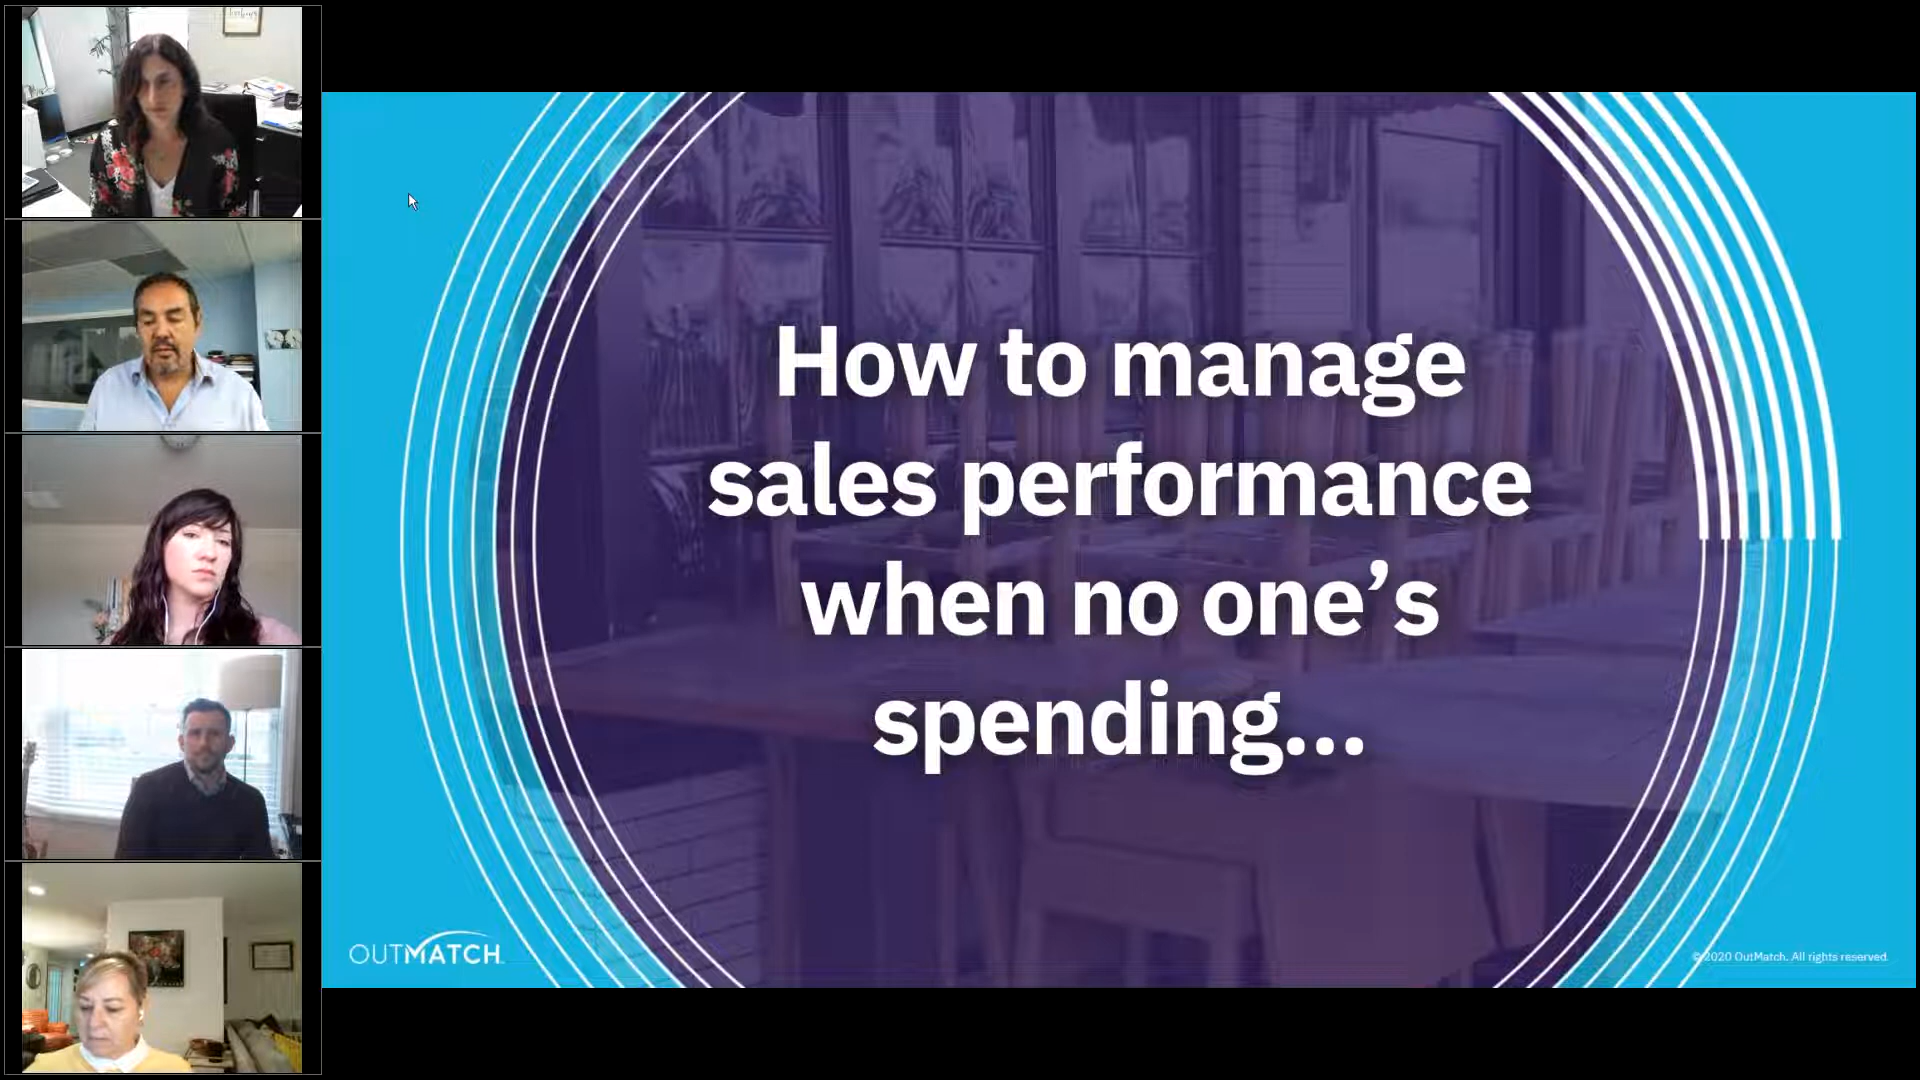 How to manage
sales performance
when no one’s
spending...
OUTMATCH
© 2020 OutMatch. All rights reserved.